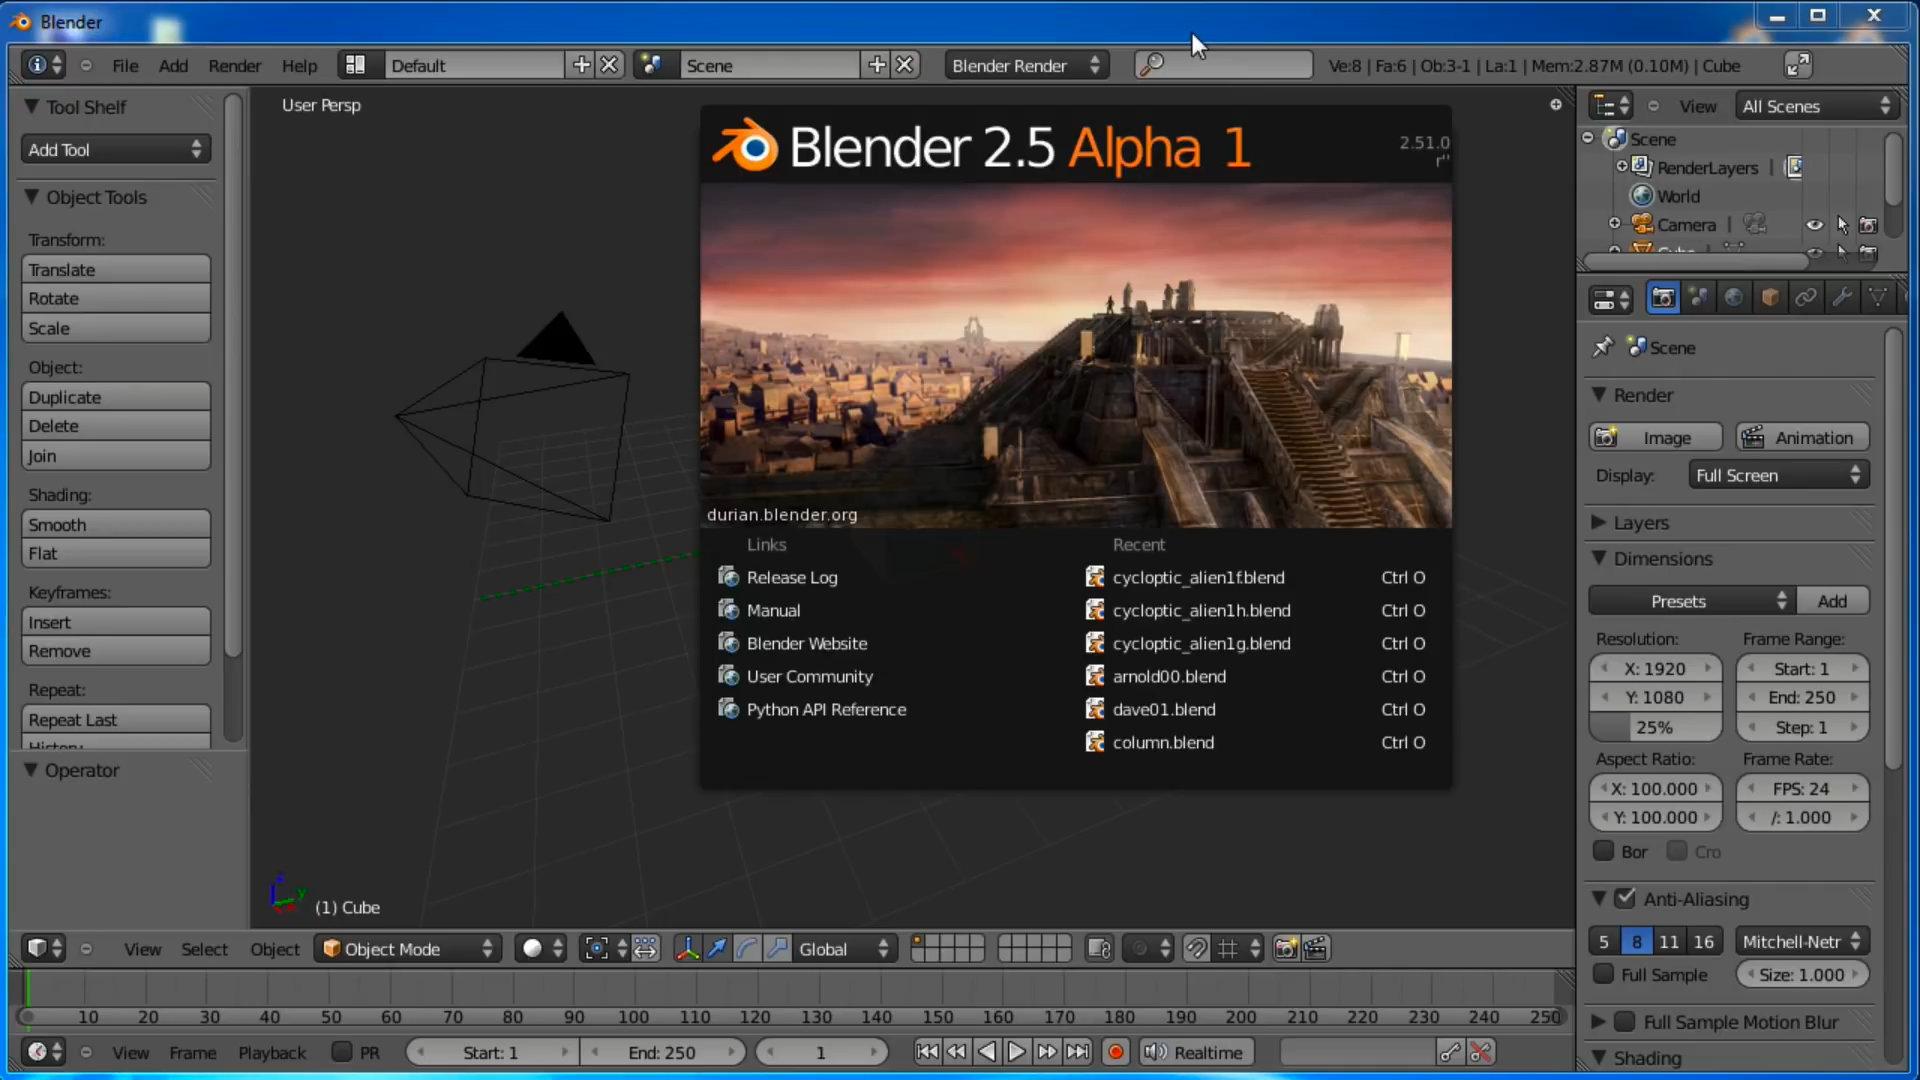 Blender
File Add Render Help Default Scene Blender Render Ve:8 | Fa:6 | Ob:3-1 | La:1 | Mem:2.87M (0.10M) | Cube
Tool Shelf
Add Tool
Object Tools
Transform:
Translate
Rotate
Scale
Object:
Duplicate
Delete
Join
Shading:
Smooth
Flat
Keyframes:
Insert
Remove
Repeat:
Repeat Last
History
Operator
User Persp
(1) Cube
Blender 2.5 Alpha 1
2.51.0
durian.blender.org
Links
Release Log
Manual
Blender Website
User Community
Python API Reference
Recent
cycloptic_alien1f.blend Ctrl O
cycloptic_alien1h.blend Ctrl O
cycloptic_alien1g.blend Ctrl O
arnold00.blend Ctrl O
dave01.blend Ctrl O
column.blend Ctrl O
View All Scenes
Scene
RenderLayers |
World
Camera |
Cube
Scene
Render
Image Animation
Display: Full Screen
Layers
Dimensions
Presets Add
Resolution: Frame Range:
X: 1920 Start: 1
Y: 1080 End: 250
25% Step: 1
Aspect Ratio: Frame Rate:
X: 100.000 FPS: 24
Y: 100.000 /: 1.000
Bor Cro
Anti-Aliasing
5 8 11 16 Mitchell-Netr
Full Sample Size: 1.000
Full Sample Motion Blur
Shading
View Select Object Object Mode Global
10 20 30 40 50 60 70 80 90 100 110 120 130 140 150 160 170 180 190 200 210 220 230 240 250
View Frame Playback PR Start: 1 End: 250 1 Realtime